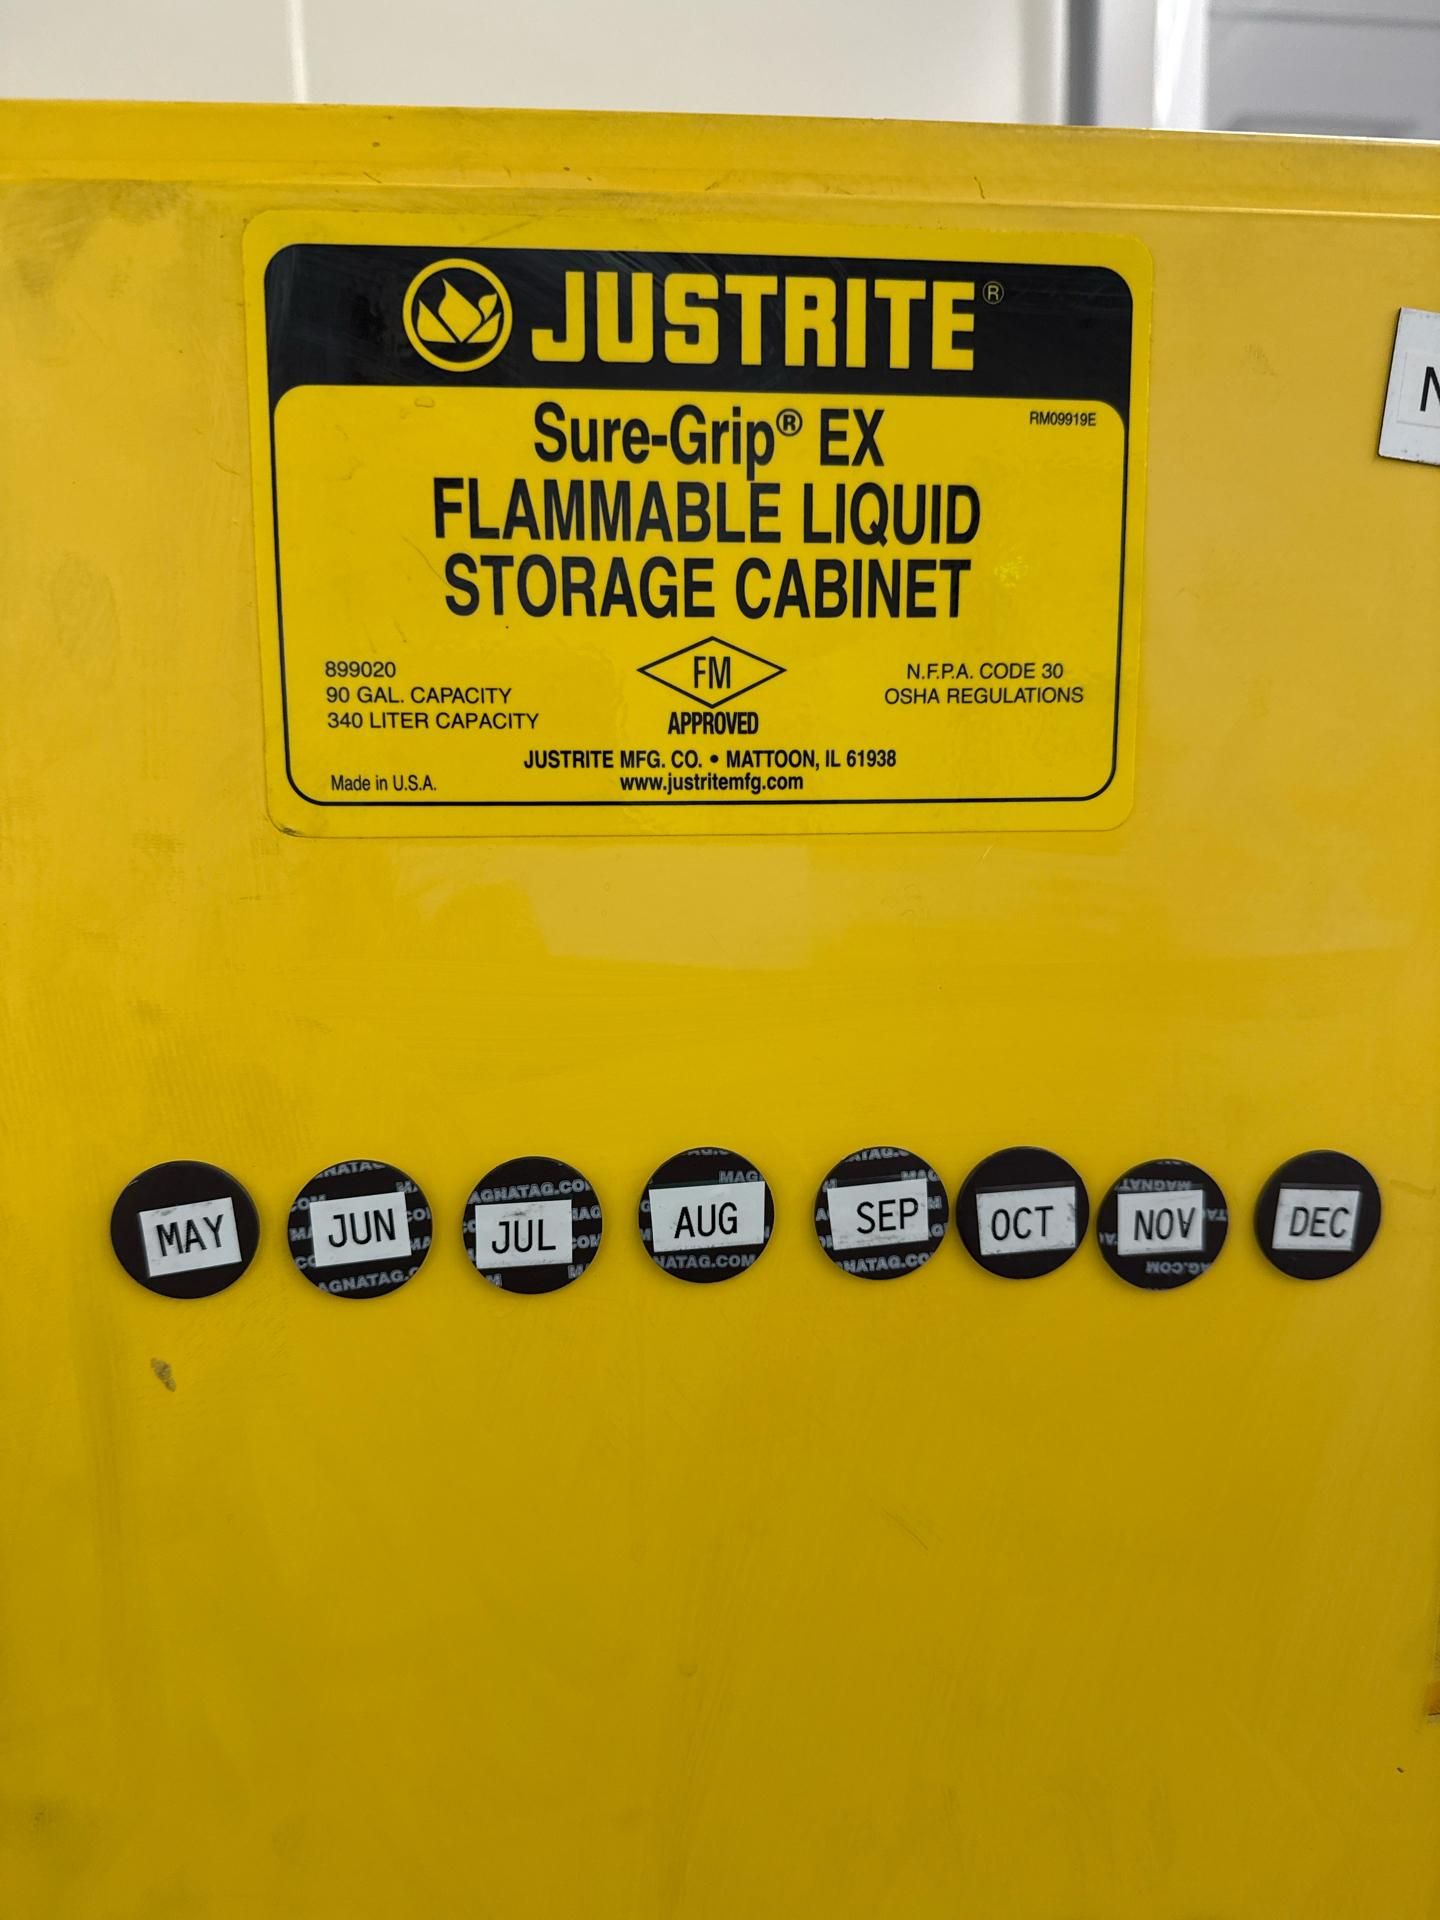 JUSTRITE®
Sure-Grip® EX
RM09919E
FLAMMABLE LIQUID
STORAGE CABINET
899020
90 GAL. CAPACITY
340 LITER CAPACITY
FM
APPROVED
N.F.P.A. CODE 30
OSHA REGULATIONS
JUSTRITE MFG. CO. • MATTOON, IL 61938
www.justritemfg.com
Made in U.S.A.
N
MAY JUN JUL AUG SEP OCT NOV DEC